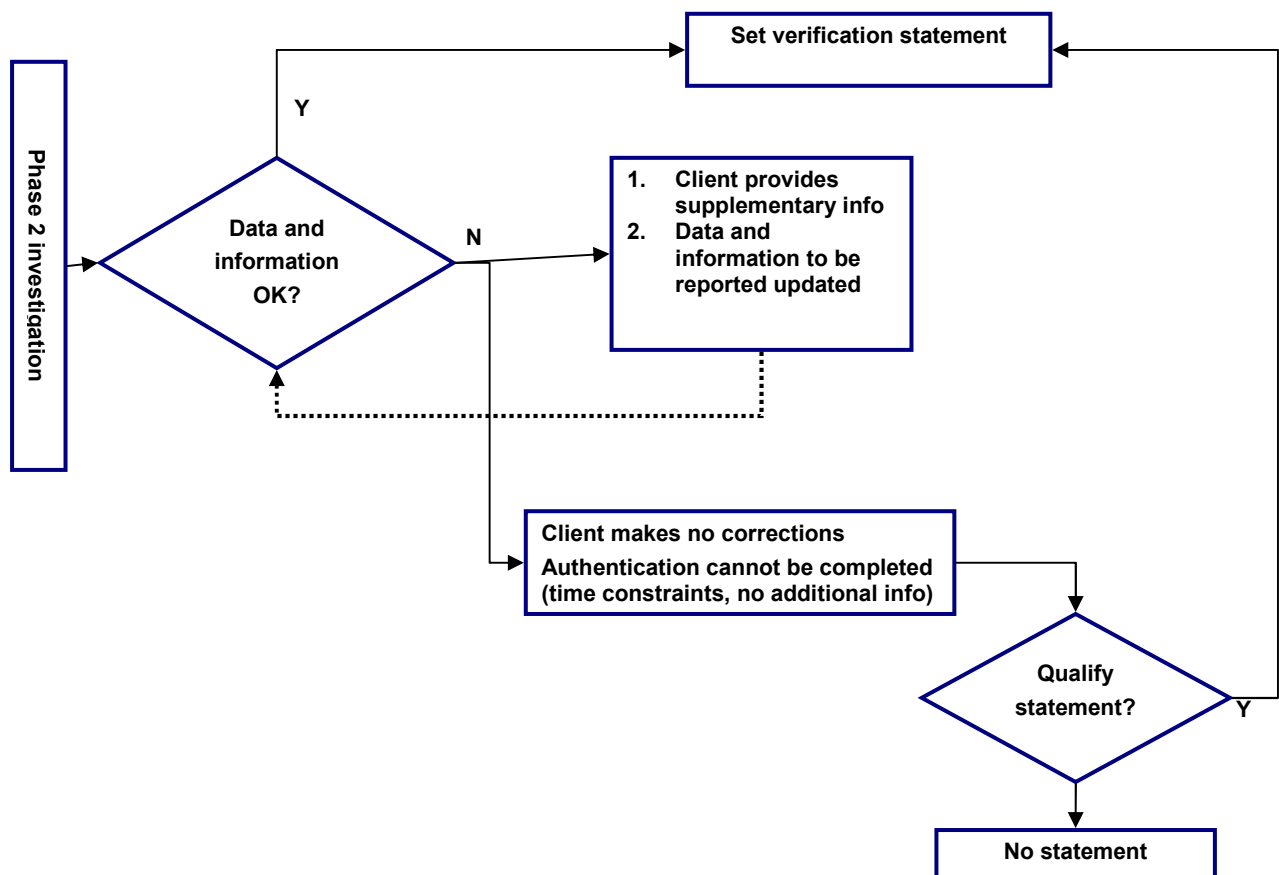 Set verification statement
Y
Phase 2 investigation
1. Client provides
supplementary info
2. Data and
information to be
reported updated
Data and
information
OK?
N
Client makes no corrections
Authentication cannot be completed
(time constraints, no additional info)
Qualify
statement?
Y
No statement